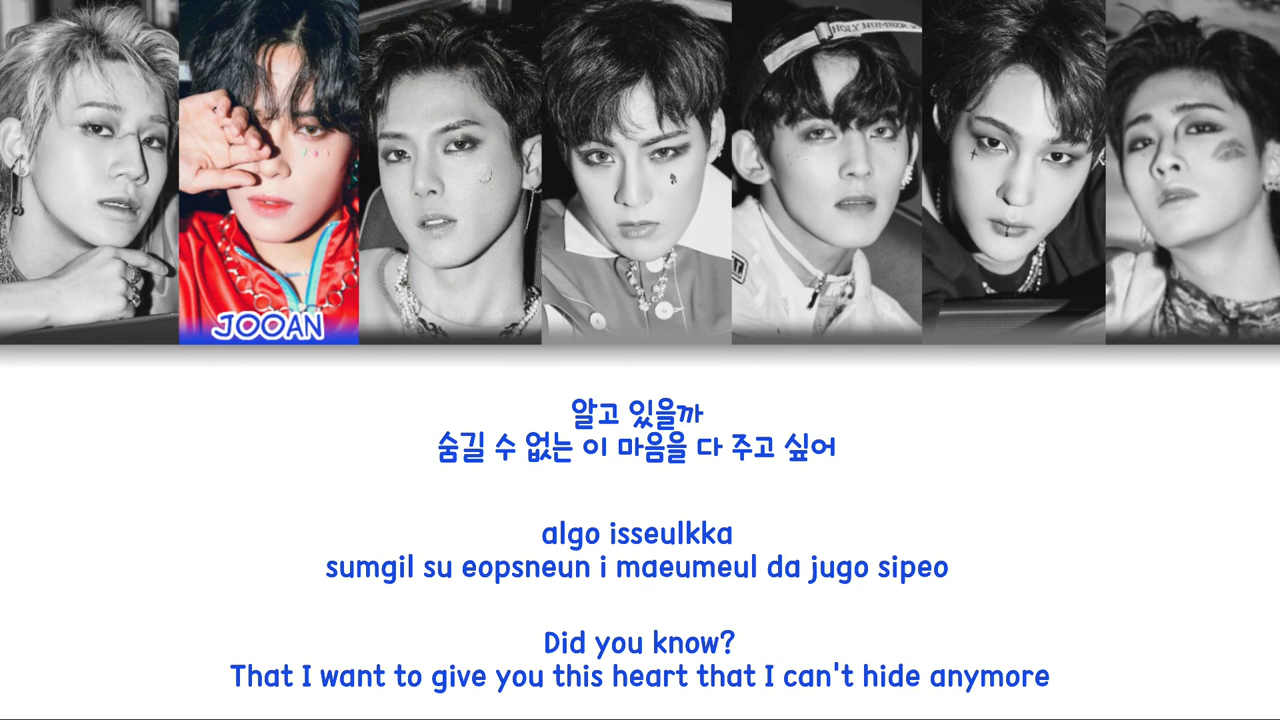 HOLY NUMBER
JOOAN
알고 있을까
숨길 수 없는 이 마음을 다 주고 싶어
algo isseulkka
sumgil su eopsneun i maeumeul da jugo sipeo
Did you know?
That I want to give you this heart that I can't hide anymore